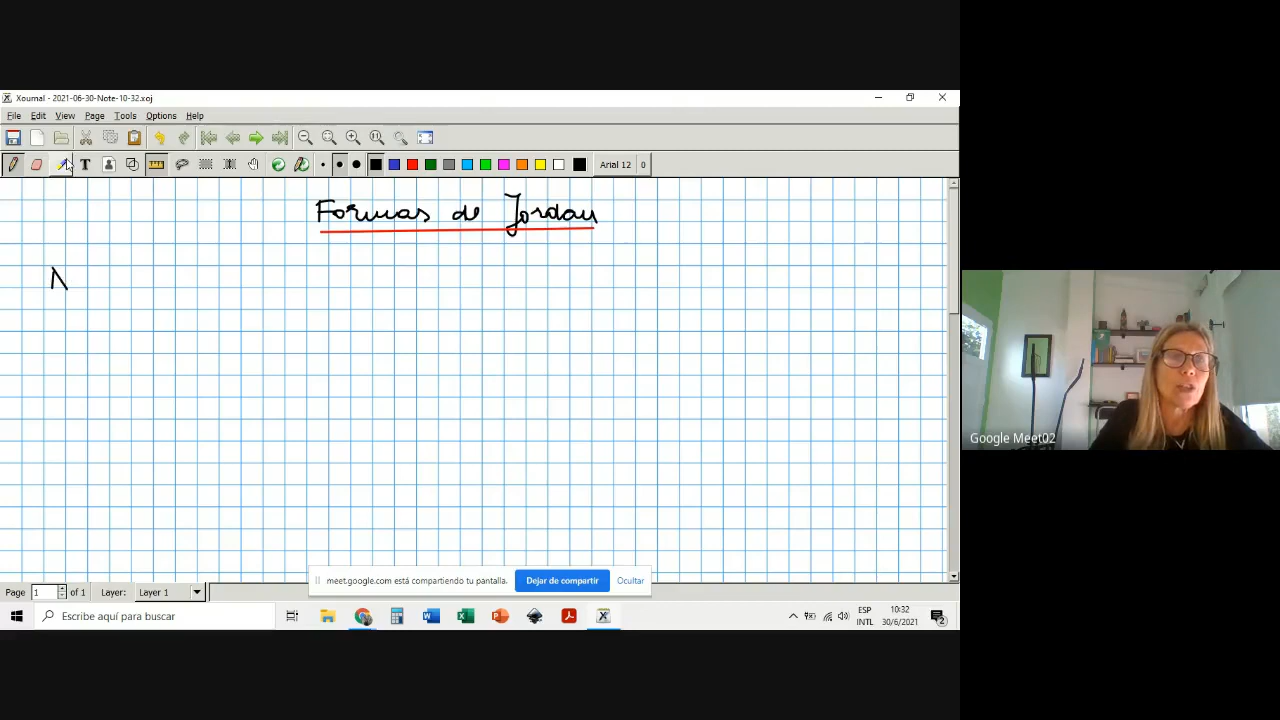 Xournal - 2021-06-30-Note-10-32.xoj
File Edit View Page Tools Options Help
T Arial 12 0
Formas de Jordan
Google Meet02
meet.google.com está compartiendo tu pantalla. Dejar de compartir Ocultar
Page 1 of 1 Layer: Layer 1
Escribe aquí para buscar
ESP 10:32
INTL 30/6/2021 2